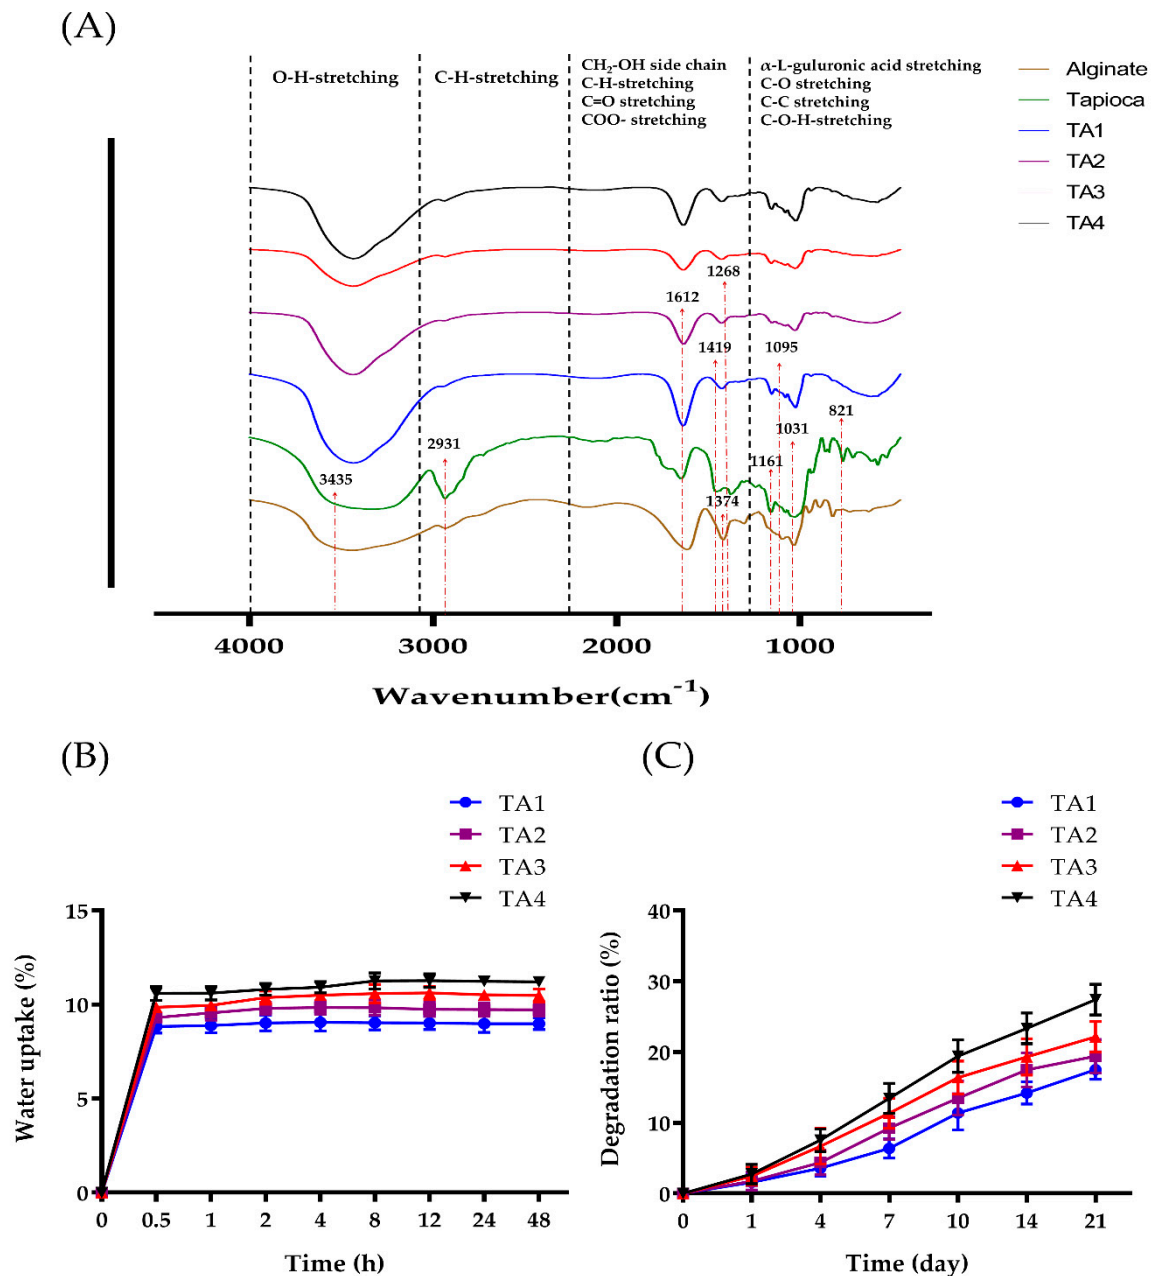 (A)
O-H-stretching
C-H-stretching
CH₂-OH side chain
C-H-stretching
C=O stretching
COO- stretching
α-L-guluronic acid stretching
C-O stretching
C-C stretching
C-O-H-stretching
Alginate
Tapioca
TA1
TA2
TA3
TA4
1268
1612
1419
1095
821
2931
1031
3435
1161
1374
4000 3000 2000 1000
Wavenumber(cm⁻¹)
(B)
TA1
TA2
TA3
TA4
Water uptake (%)
15
10
5
0
0 0.5 1 2 4 8 12 24 48
Time (h)
(C)
TA1
TA2
TA3
TA4
Degradation ratio (%)
40
30
20
10
0
0 1 4 7 10 14 21
Time (day)